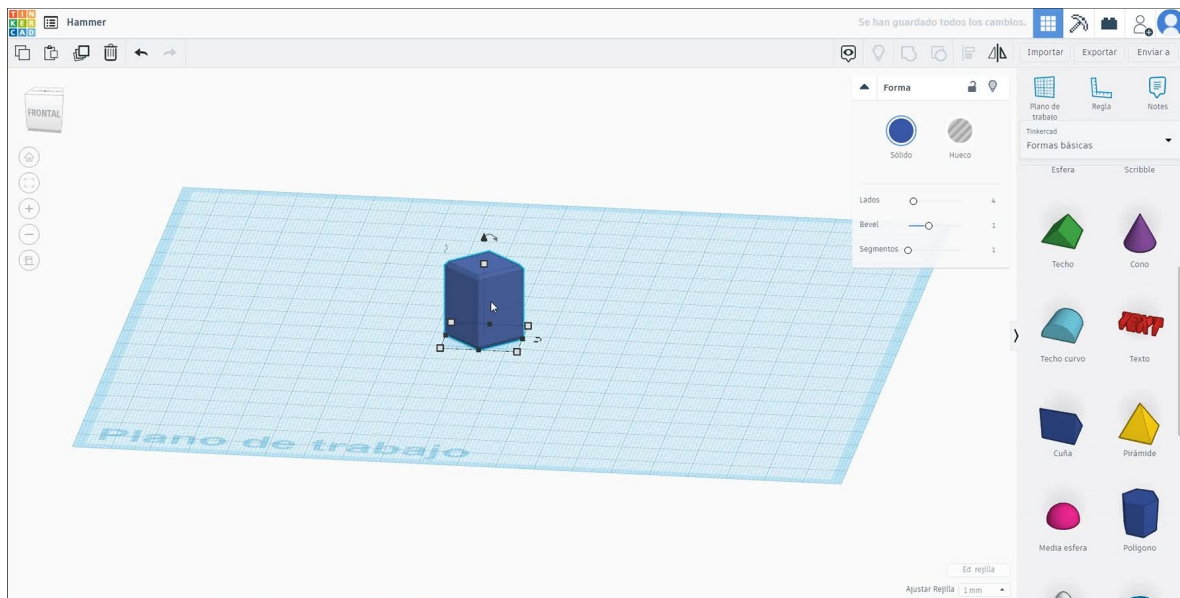 TIN
KER
CAD
Hammer
Se han guardado todos los cambios.
Importar
Exportar
Enviar a
FRONTAL
Forma
Sólido
Hueco
Lados
4
Bevel
1
Segmentos
1
Plano de
trabajo
Regla
Notes
Tinkercad
Formas básicas
Esfera
Scribble
Techo
Cono
Techo curvo
TEXT
Texto
Cuña
Pirámide
Media esfera
Polígono
Plano de trabajo
Ed. rejilla
Ajustar Rejilla
1 mm